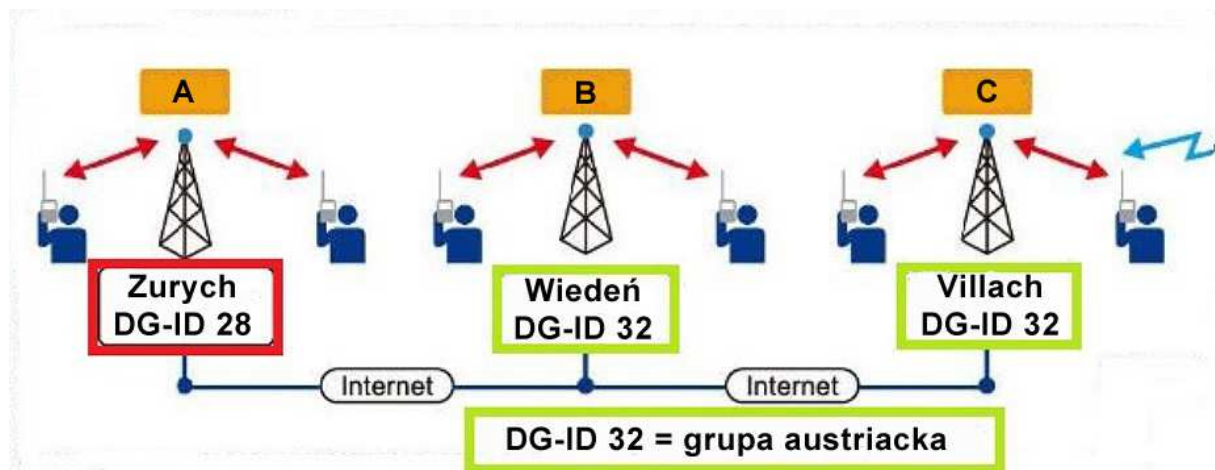 A
B
C
Zurych
DG-ID 28
Wiedeń
DG-ID 32
Villach
DG-ID 32
Internet
Internet
DG-ID 32 = grupa austriacka